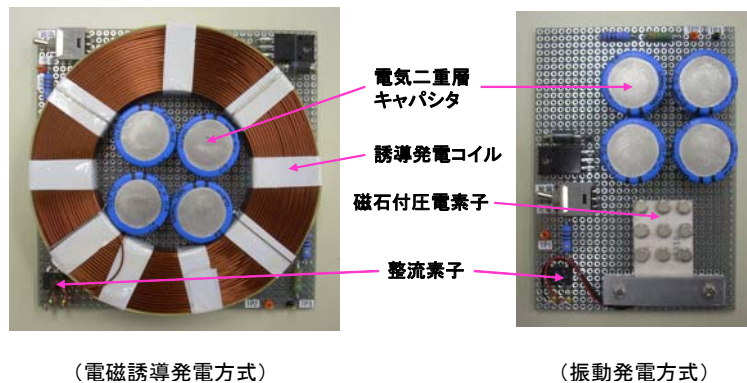 電気二重層
キャパシタ
誘導発電コイル
磁石付圧電素子
整流素子
TP2
TP3
（電磁誘導発電方式）
（振動発電方式）